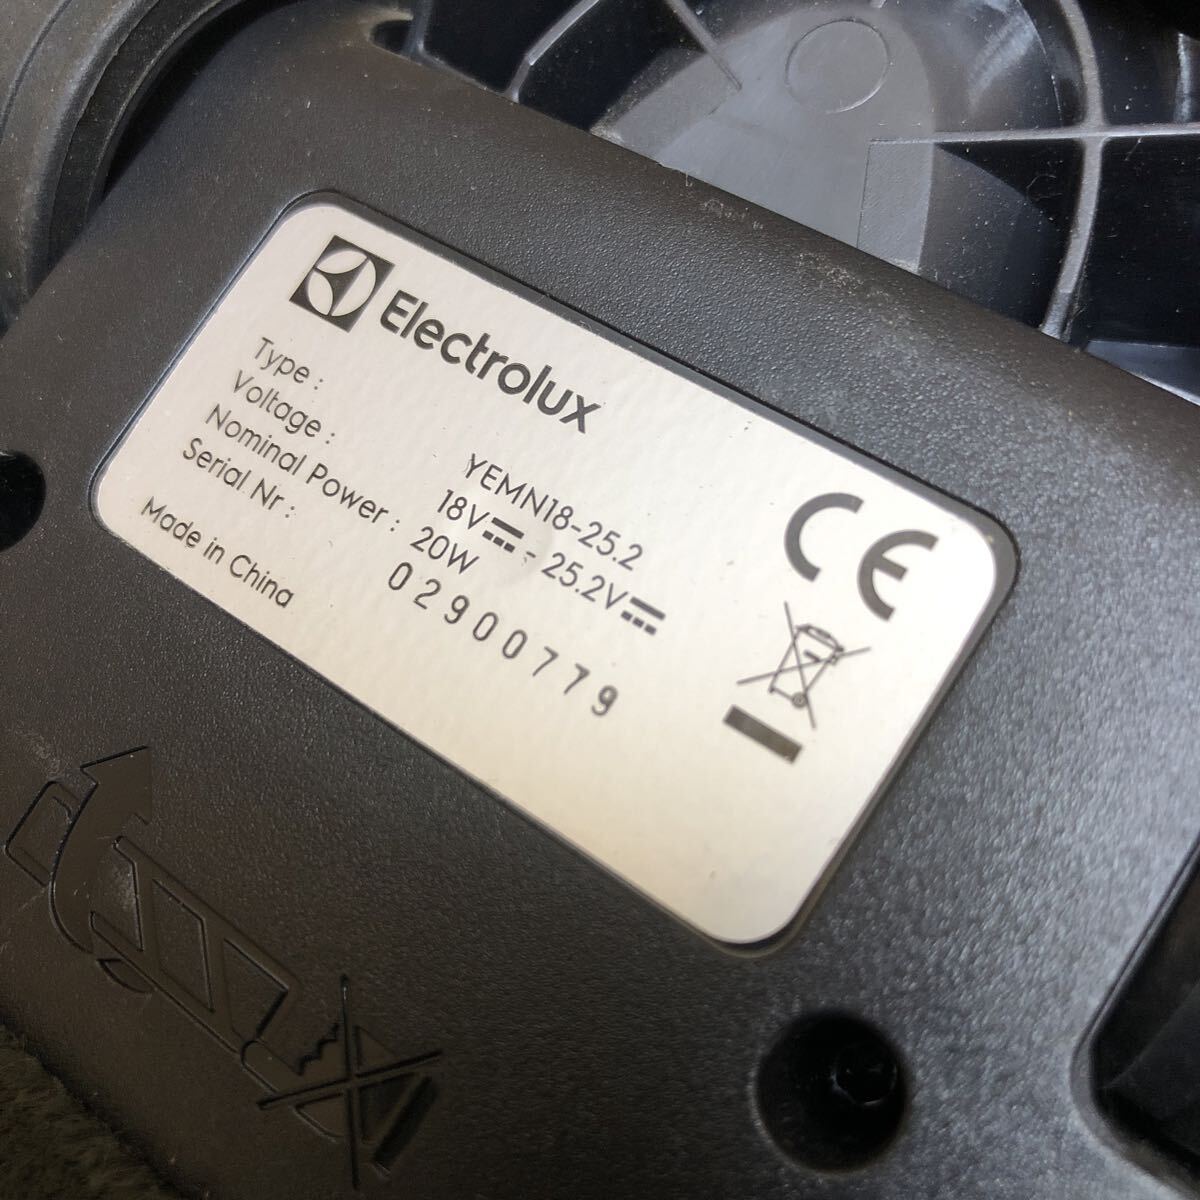 Electrolux
Type : YEMN18-25.2
Voltage : 18V⎓ - 25.2V⎓
Nominal Power : 20W
Serial Nr : 02900779
Made in China
CE